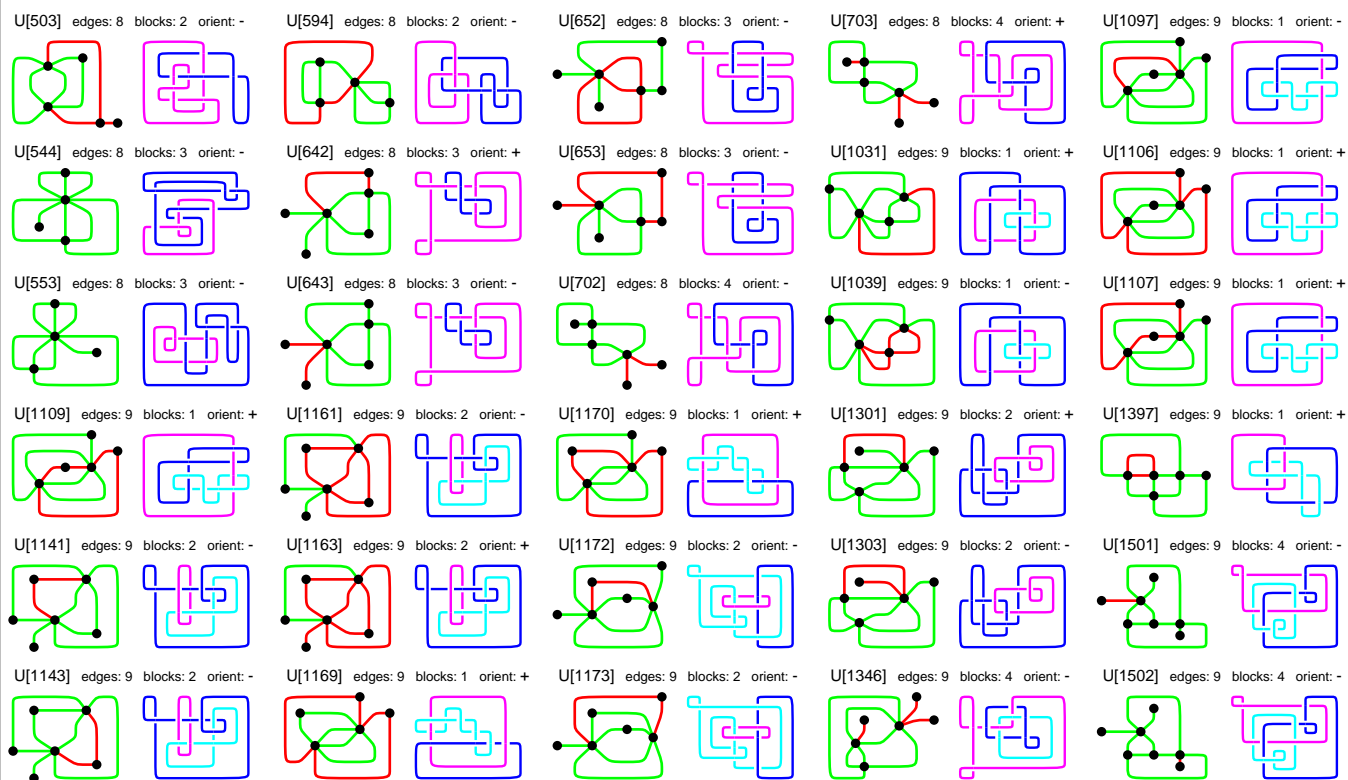 U[503] edges: 8 blocks: 2 orient: -
U[594] edges: 8 blocks: 2 orient: -
U[652] edges: 8 blocks: 3 orient: -
U[703] edges: 8 blocks: 4 orient: +
U[1097] edges: 9 blocks: 1 orient: -
U[544] edges: 8 blocks: 3 orient: -
U[642] edges: 8 blocks: 3 orient: +
U[653] edges: 8 blocks: 3 orient: -
U[1031] edges: 9 blocks: 1 orient: +
U[1106] edges: 9 blocks: 1 orient: +
U[553] edges: 8 blocks: 3 orient: -
U[643] edges: 8 blocks: 3 orient: -
U[702] edges: 8 blocks: 4 orient: -
U[1039] edges: 9 blocks: 1 orient: -
U[1107] edges: 9 blocks: 1 orient: +
U[1109] edges: 9 blocks: 1 orient: +
U[1161] edges: 9 blocks: 2 orient: -
U[1170] edges: 9 blocks: 1 orient: +
U[1301] edges: 9 blocks: 2 orient: +
U[1397] edges: 9 blocks: 1 orient: +
U[1141] edges: 9 blocks: 2 orient: -
U[1163] edges: 9 blocks: 2 orient: +
U[1172] edges: 9 blocks: 2 orient: -
U[1303] edges: 9 blocks: 2 orient: -
U[1501] edges: 9 blocks: 4 orient: -
U[1143] edges: 9 blocks: 2 orient: -
U[1169] edges: 9 blocks: 1 orient: +
U[1173] edges: 9 blocks: 2 orient: -
U[1346] edges: 9 blocks: 4 orient: -
U[1502] edges: 9 blocks: 4 orient: -